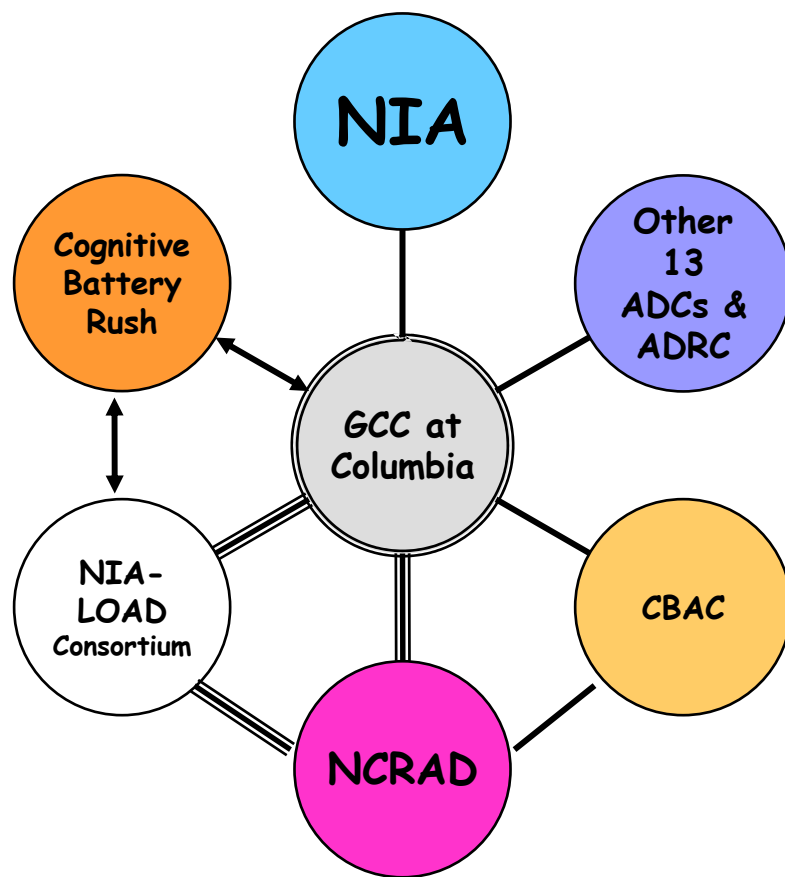 NIA
Other
13
ADCs &
ADRC
Cognitive
Battery
Rush
GCC at
Columbia
NIA-
LOAD
Consortium
CBAC
NCRAD